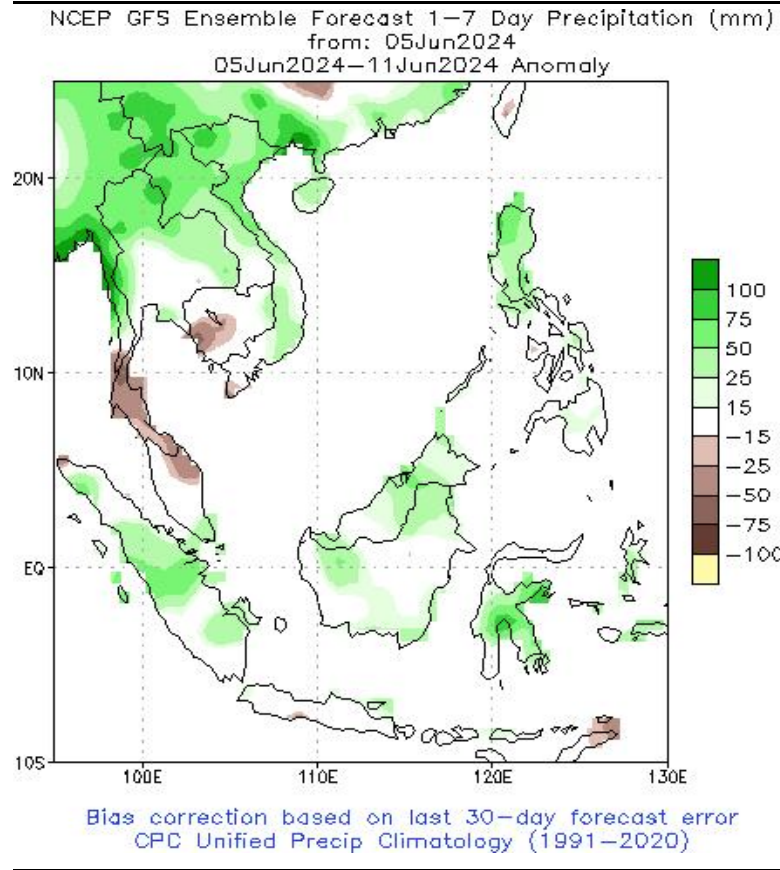 NCEP GFS Ensemble Forecast 1−7 Day Precipitation (mm)
from: 05Jun2024
05Jun2024−11Jun2024 Anomaly
20N
10N
EQ
10S
100E
110E
120E
130E
100
75
50
25
15
−15
−25
−50
−75
−100
Bias correction based on last 30−day forecast error
CPC Unified Precip Climatology (1991−2020)